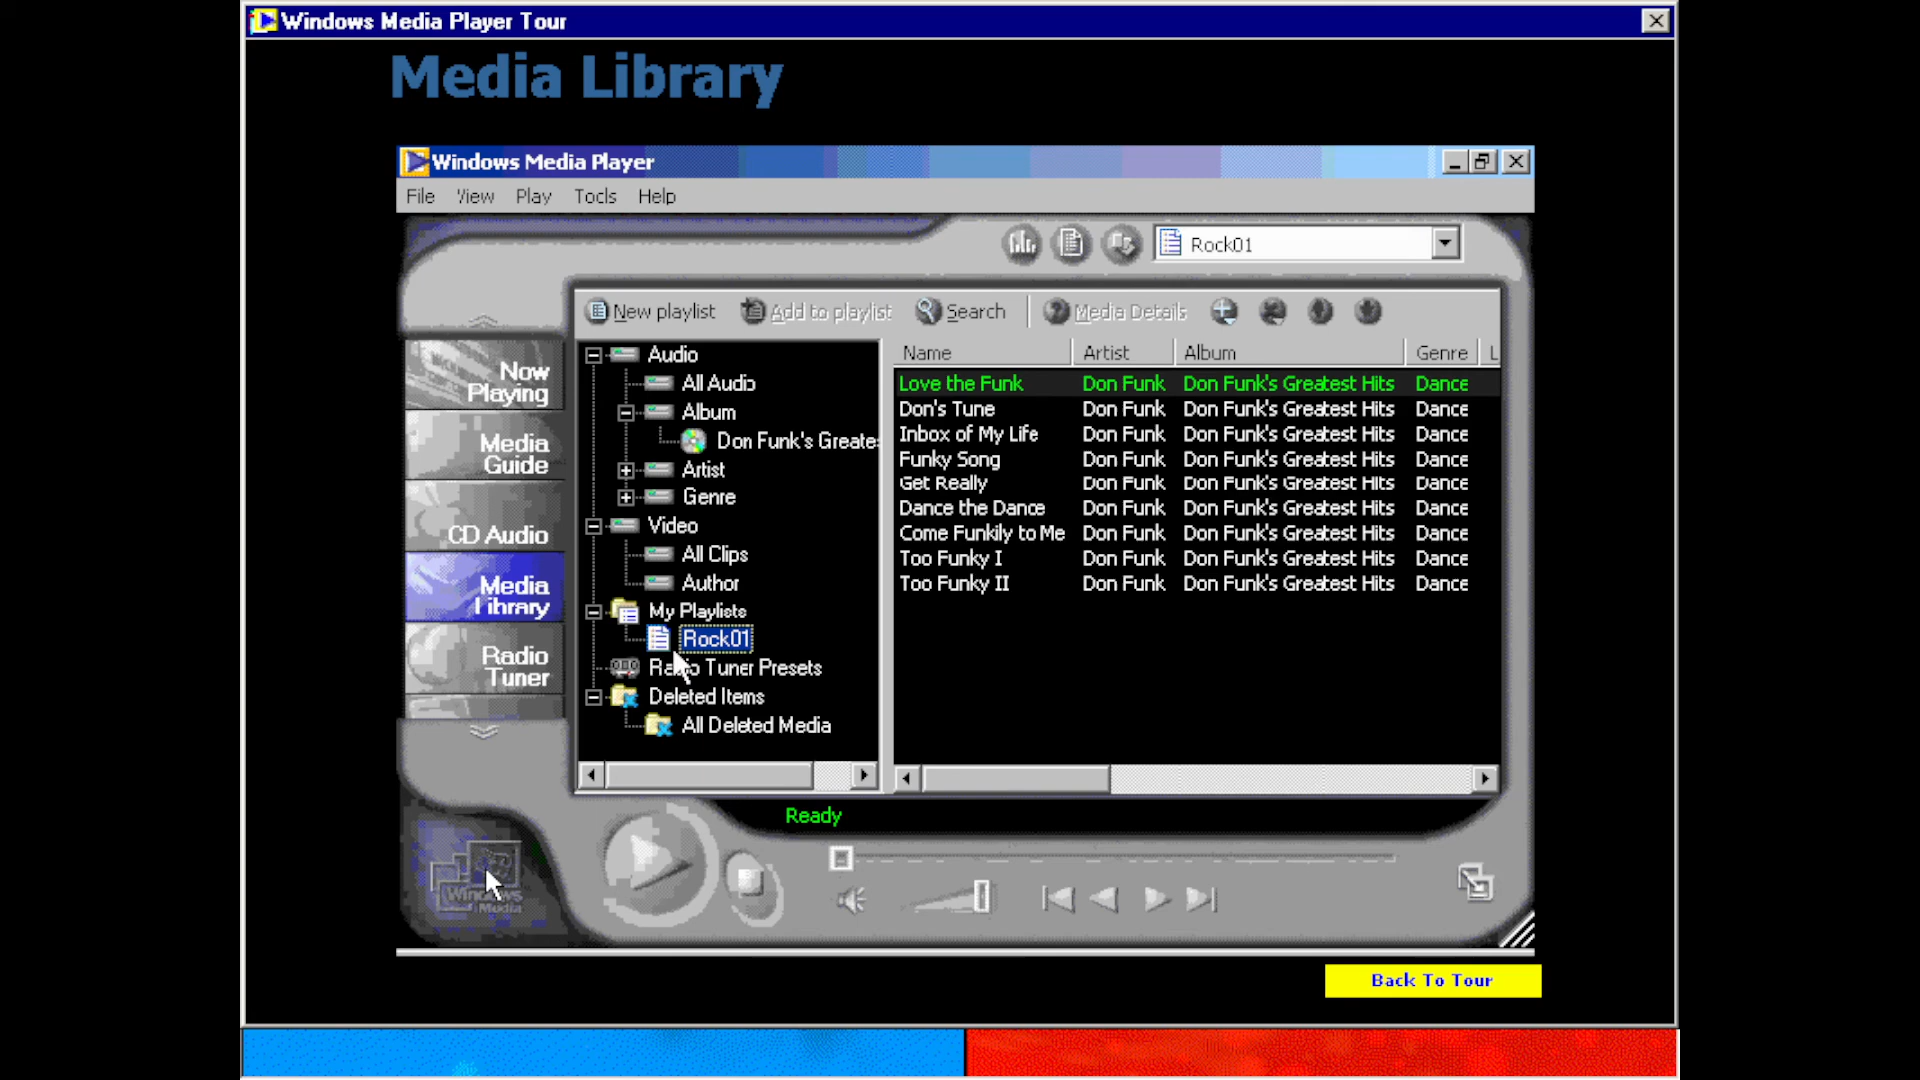 Windows Media Player Tour
Media Library
Windows Media Player
File View Play Tools Help
Rock01
New playlist Add to playlist Search Media Details
Now Playing
Media Guide
CD Audio
Media Library
Radio Tuner
Audio
All Audio
Album
Don Funk's Greates
Artist
Genre
Video
All Clips
Author
My Playlists
Rock01
Radio Tuner Presets
Deleted Items
All Deleted Media
Name Artist Album Genre L
Love the Funk Don Funk Don Funk's Greatest Hits Dance
Don's Tune Don Funk Don Funk's Greatest Hits Dance
Inbox of My Life Don Funk Don Funk's Greatest Hits Dance
Funky Song Don Funk Don Funk's Greatest Hits Dance
Get Really Don Funk Don Funk's Greatest Hits Dance
Dance the Dance Don Funk Don Funk's Greatest Hits Dance
Come Funkily to Me Don Funk Don Funk's Greatest Hits Dance
Too Funky I Don Funk Don Funk's Greatest Hits Dance
Too Funky II Don Funk Don Funk's Greatest Hits Dance
Ready
Windows Media
Back To Tour